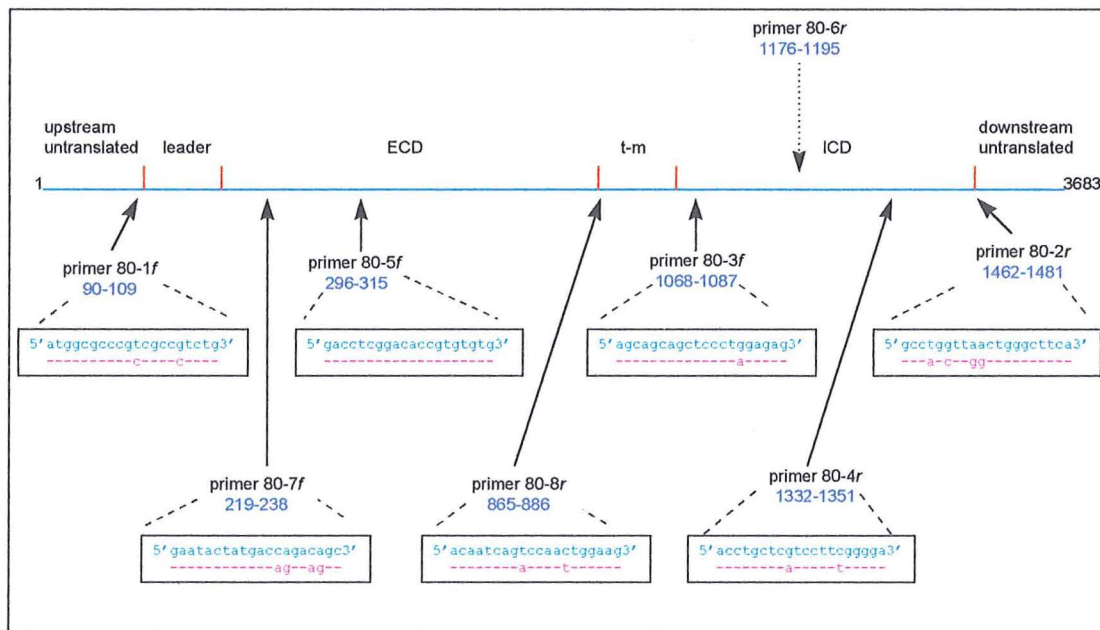 primer 80-6r
1176-1195
upstream
untranslated
leader
ECD
t-m
ICD
downstream
untranslated
1
3683
primer 80-1f
90-109
5'atggcgcccgtcgccgtctg3'
----------c----c----
primer 80-5f
296-315
5'gacctcggacaccgtgtgtg3'
--------------------
primer 80-3f
1068-1087
5'agcagcagctccctggagag3'
--------------a-----
primer 80-2r
1462-1481
5'gcctggttaactgggcttca3'
---a-c--gg----------
primer 80-7f
219-238
5'gaatactatgaccagacagc3'
------------ag--ag--
primer 80-8r
865-886
5'acaatcagtccaactggaag3'
--------a----t------
primer 80-4r
1332-1351
5'acctgctcgtccttcgggga3'
--------a-----t-----